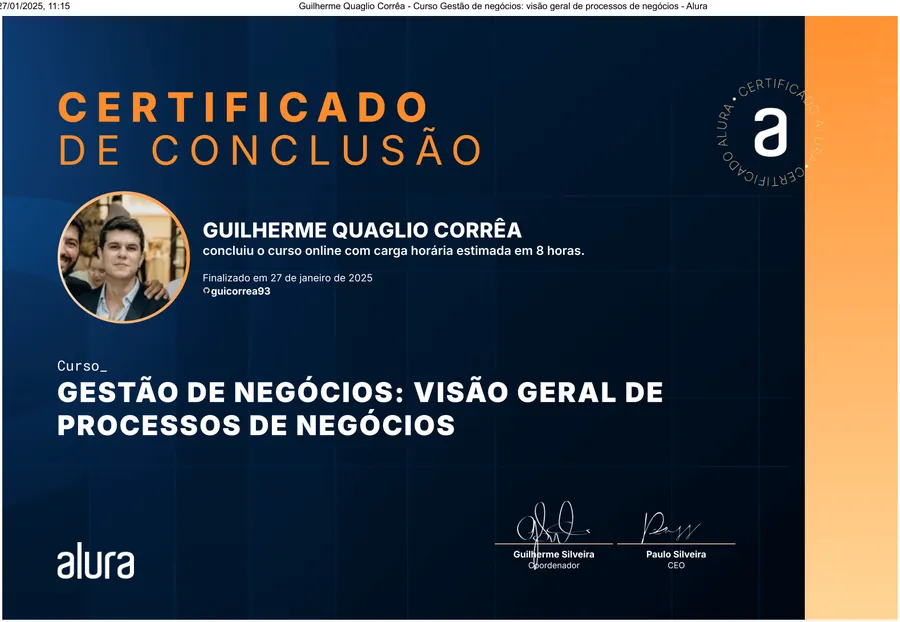 27/01/2025, 11:15
Guilherme Quaglio Corrêa - Curso Gestão de negócios: visão geral de processos de negócios - Alura
CERTIFICADO
DE CONCLUSÃO
CERTIFICADO ALURA • CERTIFICADO ALURA •
a
GUILHERME QUAGLIO CORRÊA
concluiu o curso online com carga horária estimada em 8 horas.
Finalizado em 27 de janeiro de 2025
guicorrea93
Curso_
GESTÃO DE NEGÓCIOS: VISÃO GERAL DE
PROCESSOS DE NEGÓCIOS
alura
Guilherme Silveira
Coordenador
Paulo Silveira
CEO